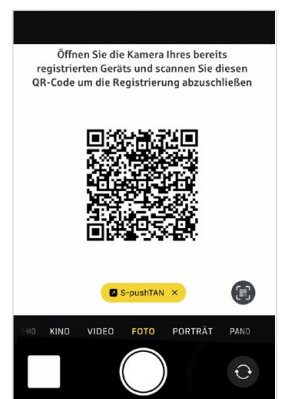 Öffnen Sie die Kamera Ihres bereits
registrierten Geräts und scannen Sie diesen
QR-Code um die Registrierung abzuschließen
S-pushTAN ×
KINO VIDEO FOTO PORTRÄT PANO